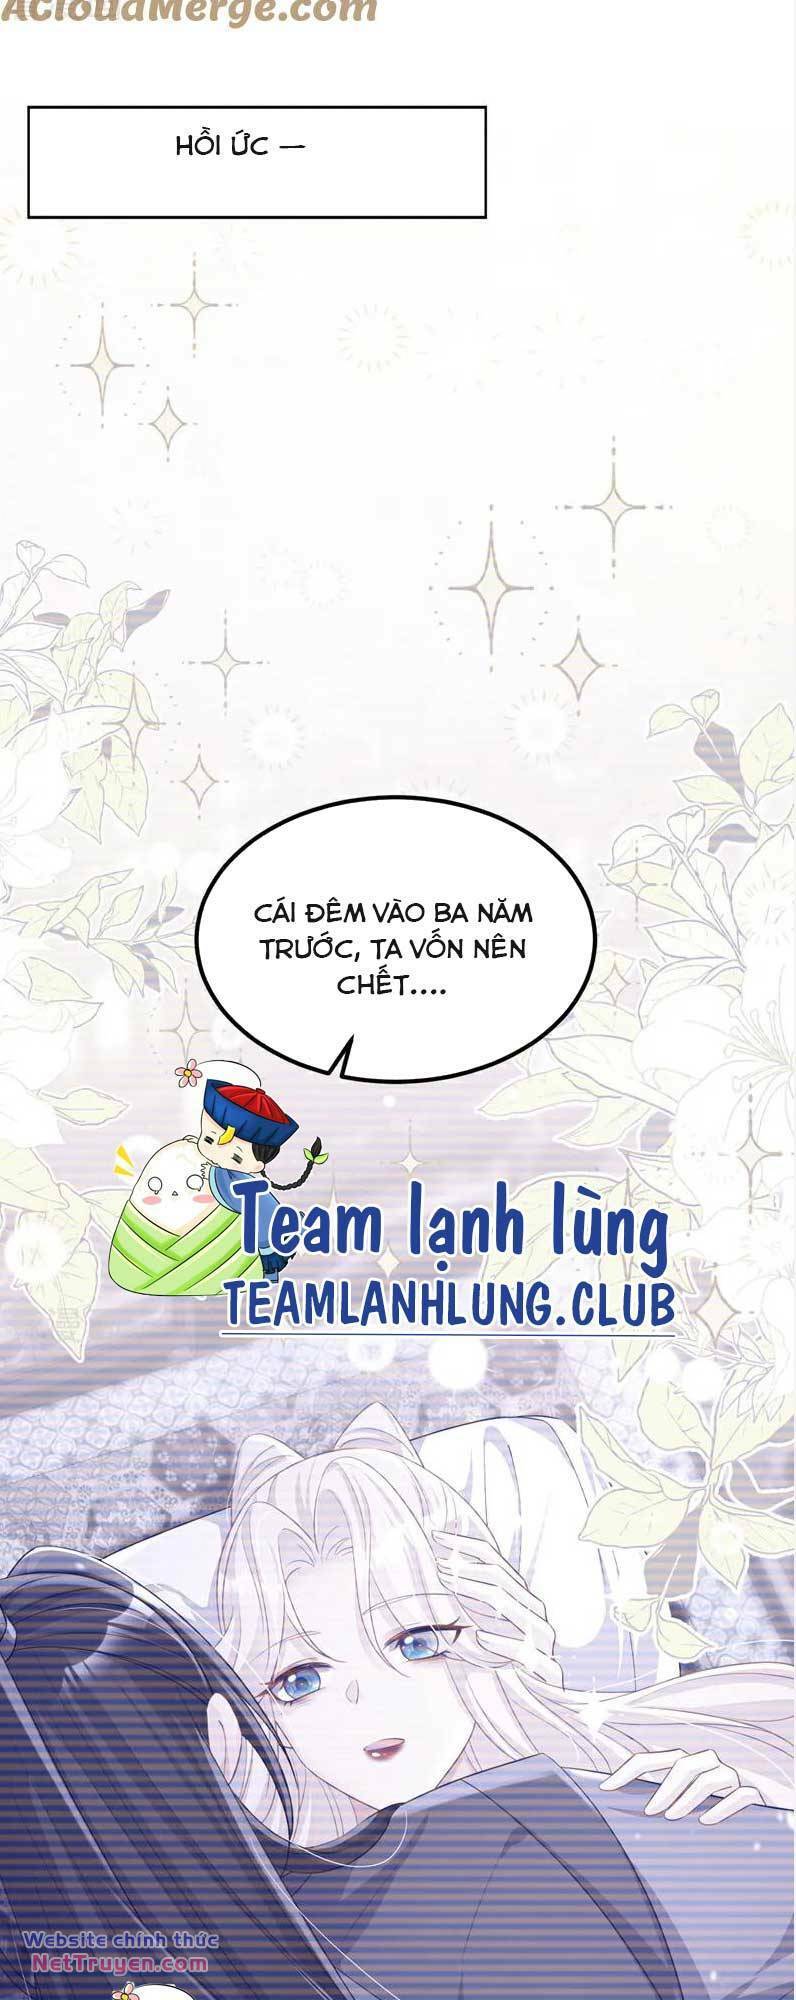 AcloudMerge.com
HỒI ỨC —
CÁI ĐÊM VÀO BA NĂM
TRƯỚC, TA VỐN NÊN
CHẾT....
Team lạnh lùng
TEAMLANHLUNG.CLUB
Website chính thức
NetTruyen.com